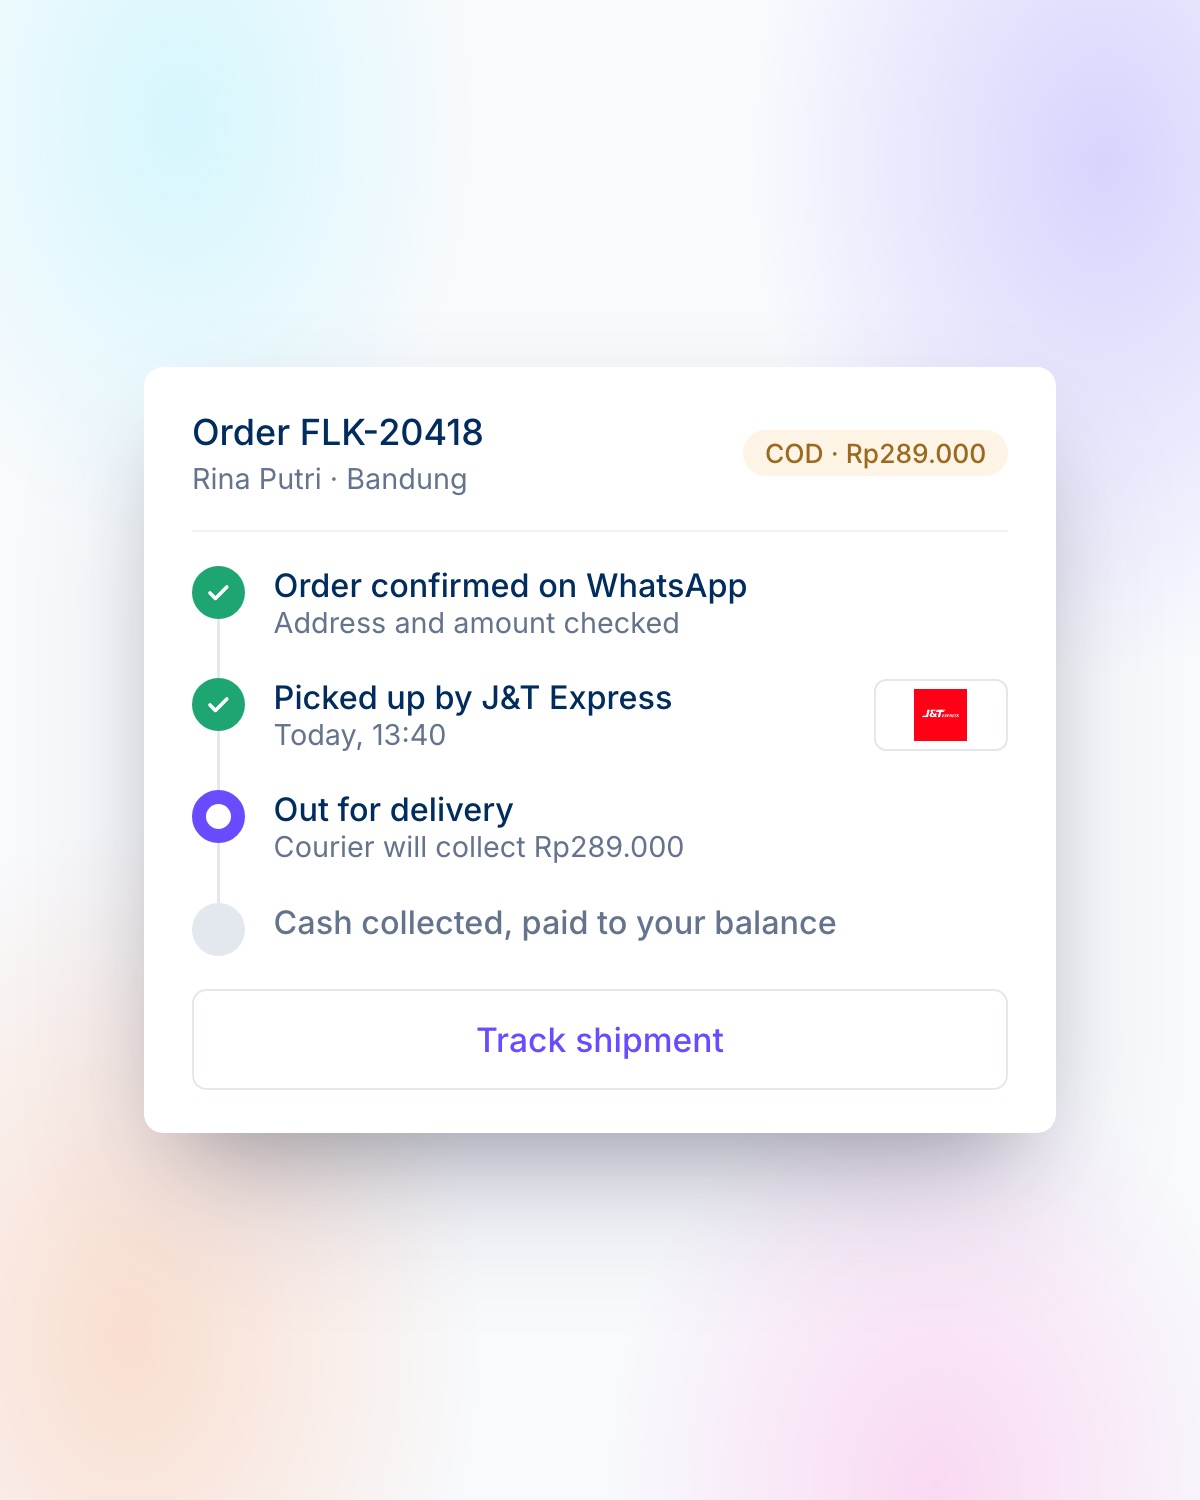 Order FLK-20418
Rina Putri · Bandung
COD · Rp289.000
Order confirmed on WhatsApp
Address and amount checked
Picked up by J&T Express
Today, 13:40
J&T EXPRESS
Out for delivery
Courier will collect Rp289.000
Cash collected, paid to your balance
Track shipment